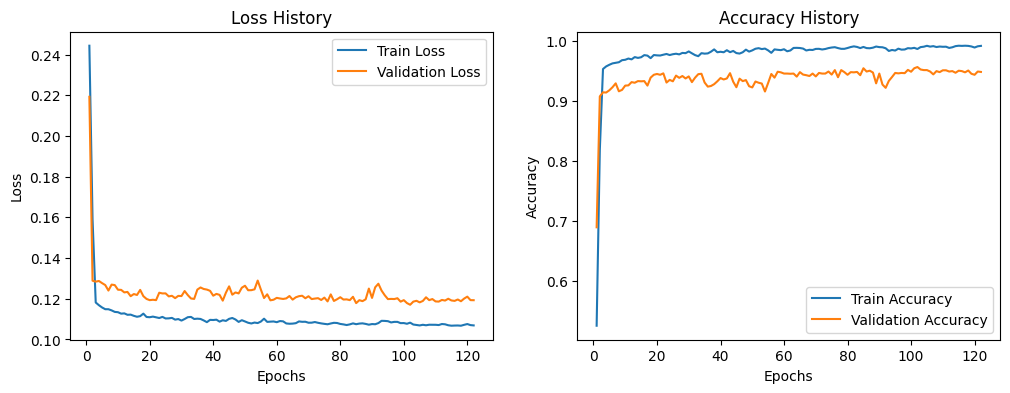 Loss History
Train Loss
Validation Loss
0.24
0.22
0.20
0.18
0.16
0.14
0.12
0.10
Loss
0 20 40 60 80 100 120
Epochs
Accuracy History
1.0
0.9
0.8
0.7
0.6
Accuracy
Train Accuracy
Validation Accuracy
0 20 40 60 80 100 120
Epochs